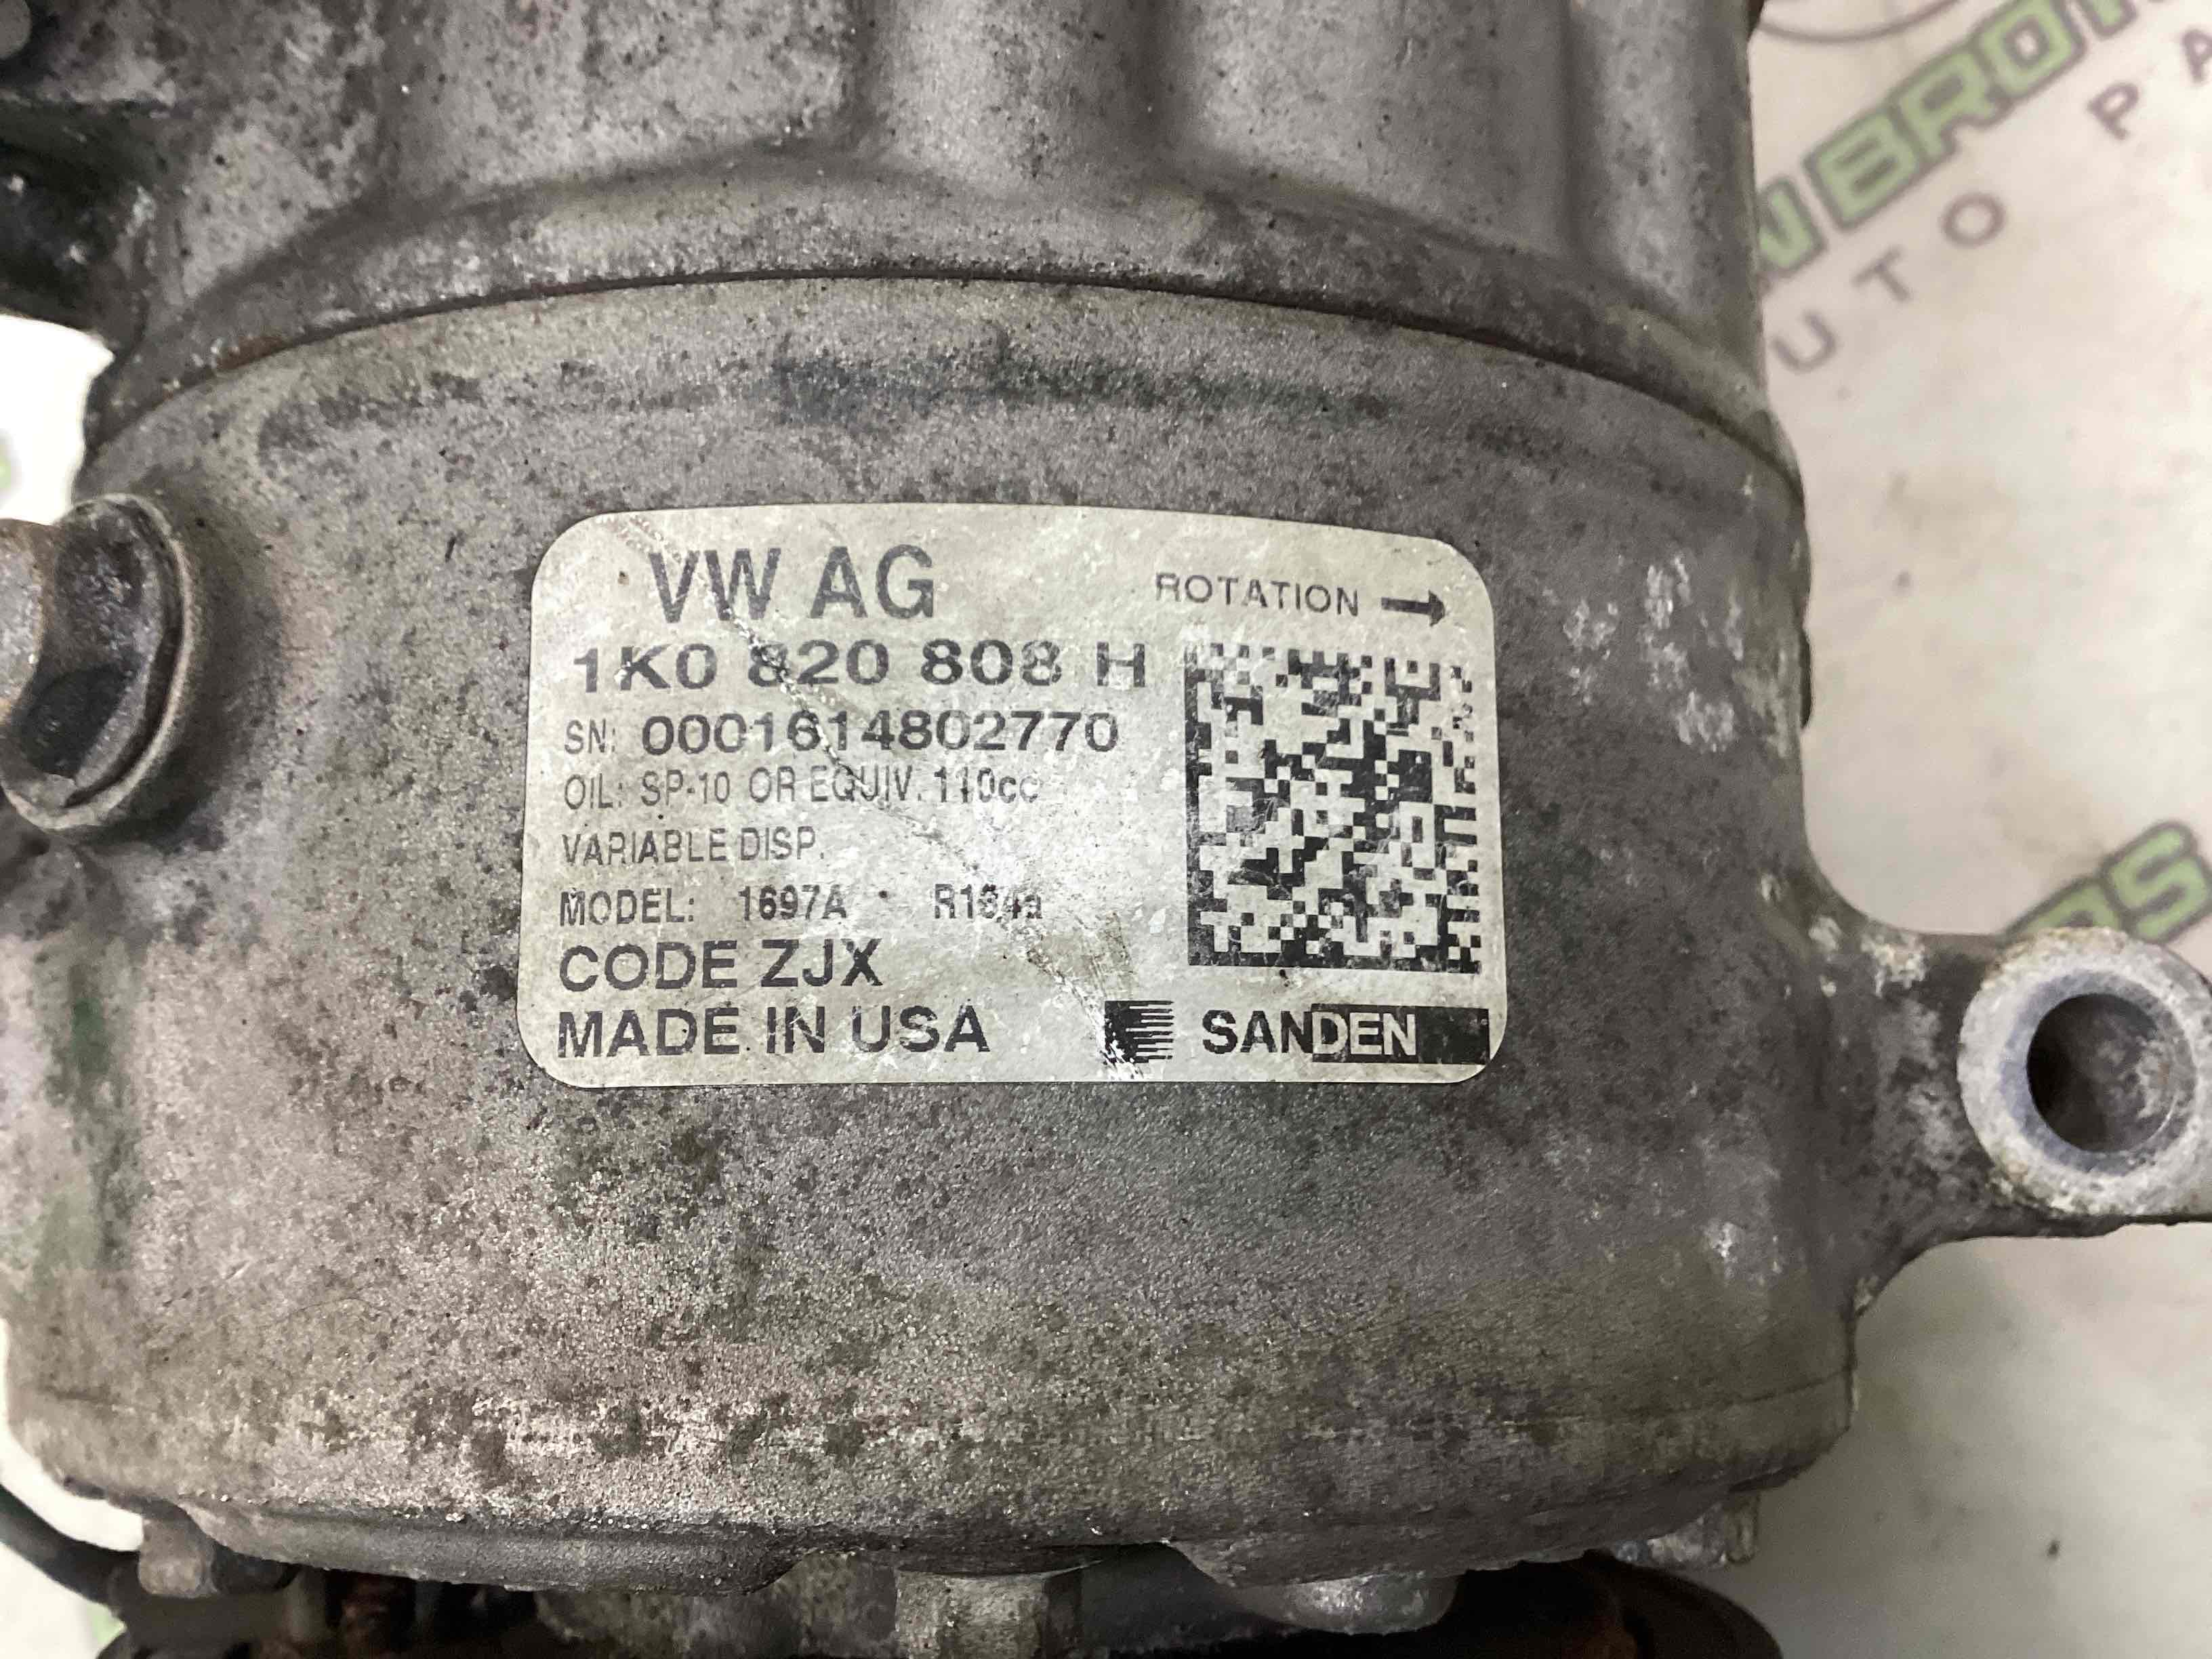 VW AG
ROTATION →
1K0 820 808 H
SN: 0001614802770
OIL: SP-10 OR EQUIV. 110cc
VARIABLE DISP.
MODEL: 1697A R134a
CODE ZJX
MADE IN USA
SANDEN
AUTO